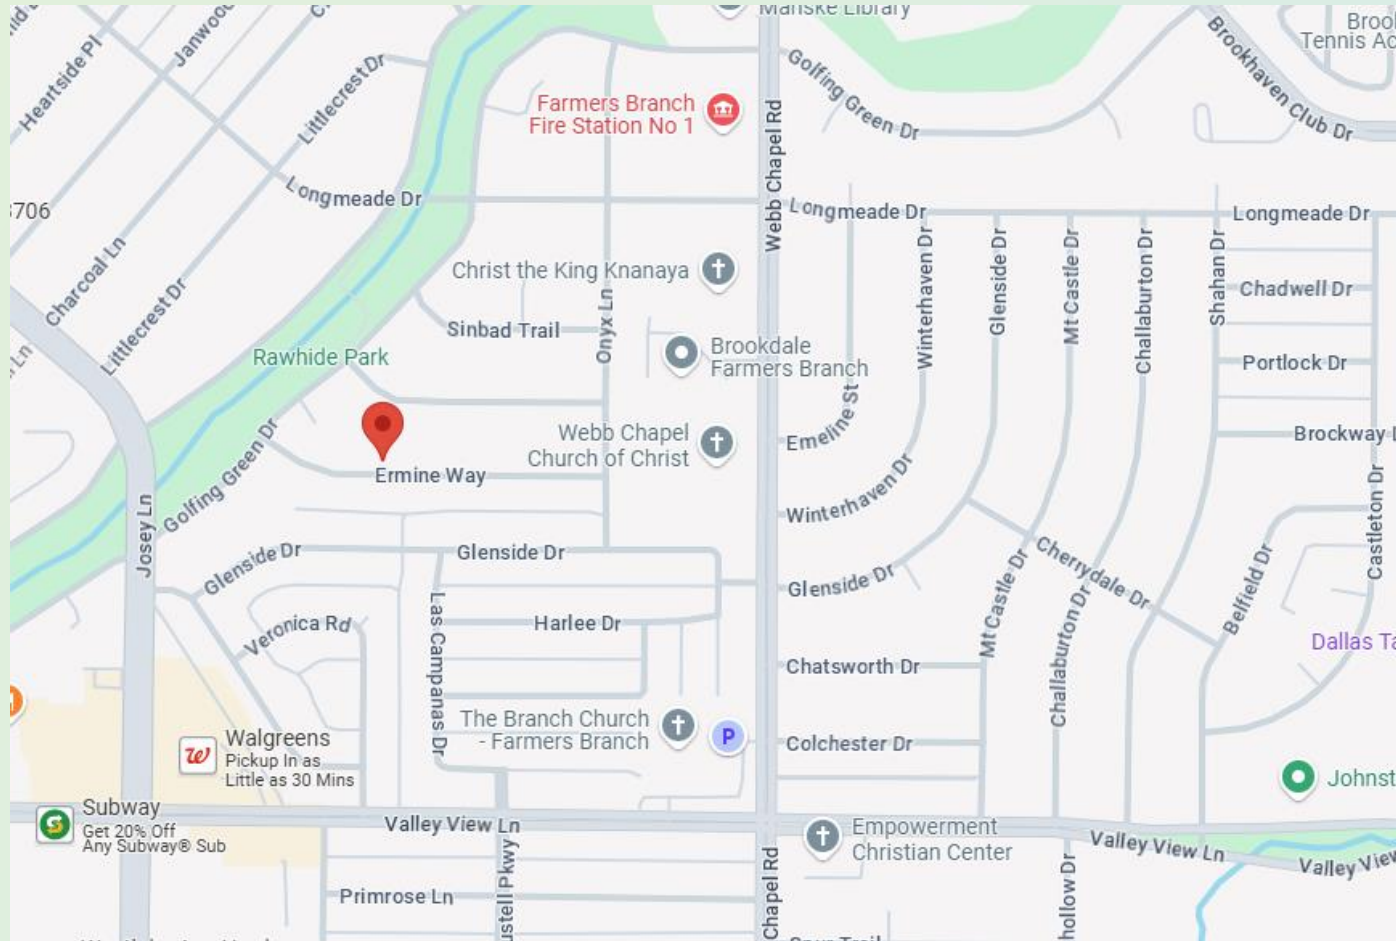 Manske Library
Brook
Tennis Ac
Heartside Pl
Janwoo
Littlecrest Dr
Golfing Green Dr
Brookhaven Club Dr
Farmers Branch
Fire Station No 1
Webb Chapel Rd
Longmeade Dr
Longmeade Dr
Longmeade Dr
3706
Charcoal Ln
Littlecrest Dr
Christ the King Knanaya
Sinbad Trail
Onyx Ln
Winterhaven Dr
Glenside Dr
Mt Castle Dr
Challaburton Dr
Shahan Dr
Chadwell Dr
Rawhide Park
Brookdale
Farmers Branch
Portlock Dr
Emeline St
Webb Chapel
Church of Christ
Brockway L
Ermine Way
Golfing Green Dr
Josey Ln
Winterhaven Dr
Castleton Dr
Glenside Dr
Glenside Dr
Glenside Dr
Cherrydale Dr
Mt Castle Dr
Challaburton Dr
Belfield Dr
Veronica Rd
Las Campanas Dr
Harlee Dr
Dallas Ta
Chatsworth Dr
The Branch Church
- Farmers Branch
P
Colchester Dr
Walgreens
Pickup In as
Little as 30 Mins
Johnst
Subway
Get 20% Off
Any Subway® Sub
Valley View Ln
Empowerment
Christian Center
Valley View Ln
Valley View
Primrose Ln
ustell Pkwy
Chapel Rd
hollow Dr